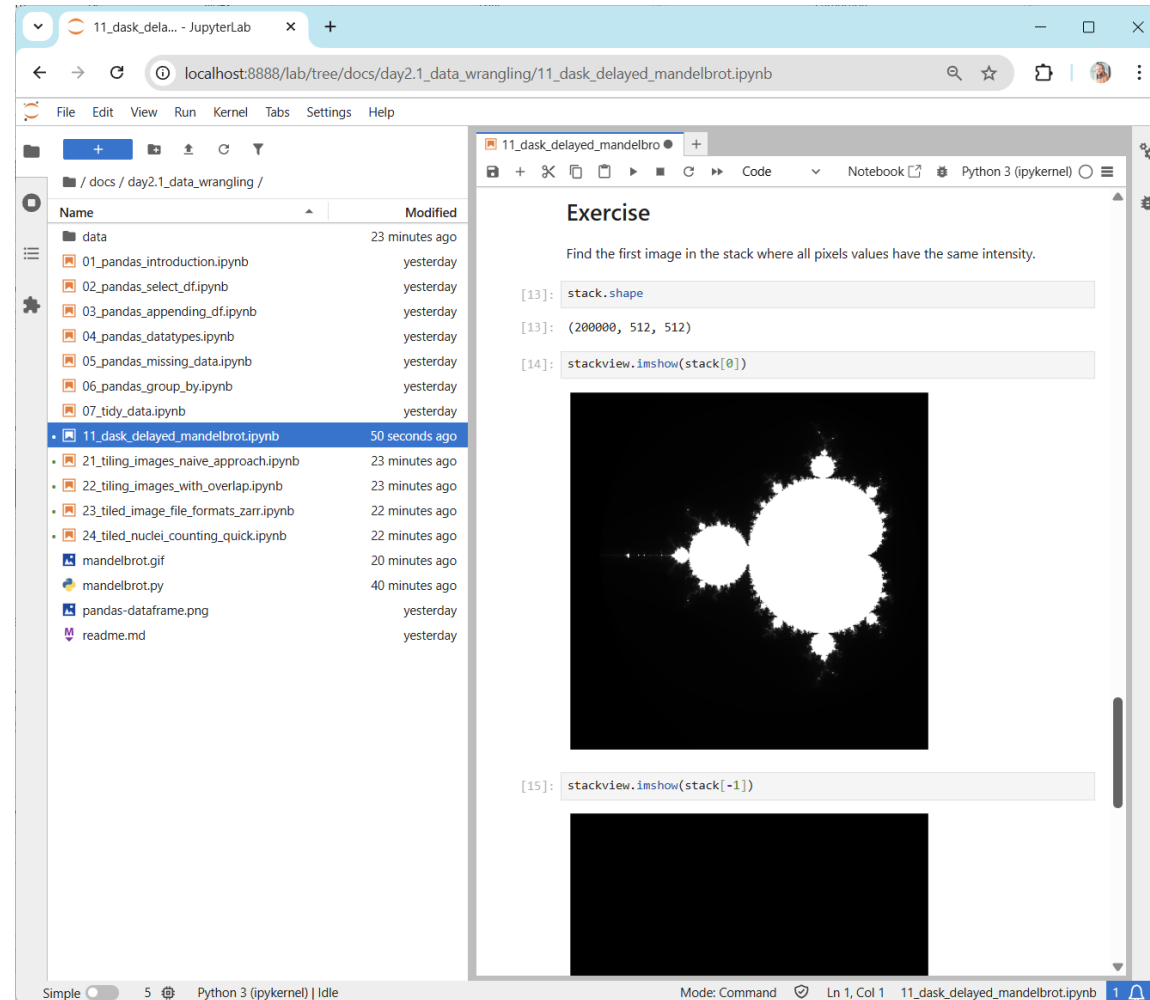 11_dask_dela... - JupyterLab
localhost:8888/lab/tree/docs/day2.1_data_wrangling/11_dask_delayed_mandelbrot.ipynb
File Edit View Run Kernel Tabs Settings Help
/ docs / day2.1_data_wrangling /
Name Modified
data 23 minutes ago
01_pandas_introduction.ipynb yesterday
02_pandas_select_df.ipynb yesterday
03_pandas_appending_df.ipynb yesterday
04_pandas_datatypes.ipynb yesterday
05_pandas_missing_data.ipynb yesterday
06_pandas_group_by.ipynb yesterday
07_tidy_data.ipynb yesterday
11_dask_delayed_mandelbrot.ipynb 50 seconds ago
21_tiling_images_naive_approach.ipynb 23 minutes ago
22_tiling_images_with_overlap.ipynb 23 minutes ago
23_tiled_image_file_formats_zarr.ipynb 22 minutes ago
24_tiled_nuclei_counting_quick.ipynb 22 minutes ago
mandelbrot.gif 20 minutes ago
mandelbrot.py 40 minutes ago
pandas-dataframe.png yesterday
readme.md yesterday
11_dask_delayed_mandelbro
Code Notebook Python 3 (ipykernel)
Exercise
Find the first image in the stack where all pixels values have the same intensity.
[13]: stack.shape
[13]: (200000, 512, 512)
[14]: stackview.imshow(stack[0])
[15]: stackview.imshow(stack[-1])
Simple 5 Python 3 (ipykernel) | Idle Mode: Command Ln 1, Col 1 11_dask_delayed_mandelbrot.ipynb 1